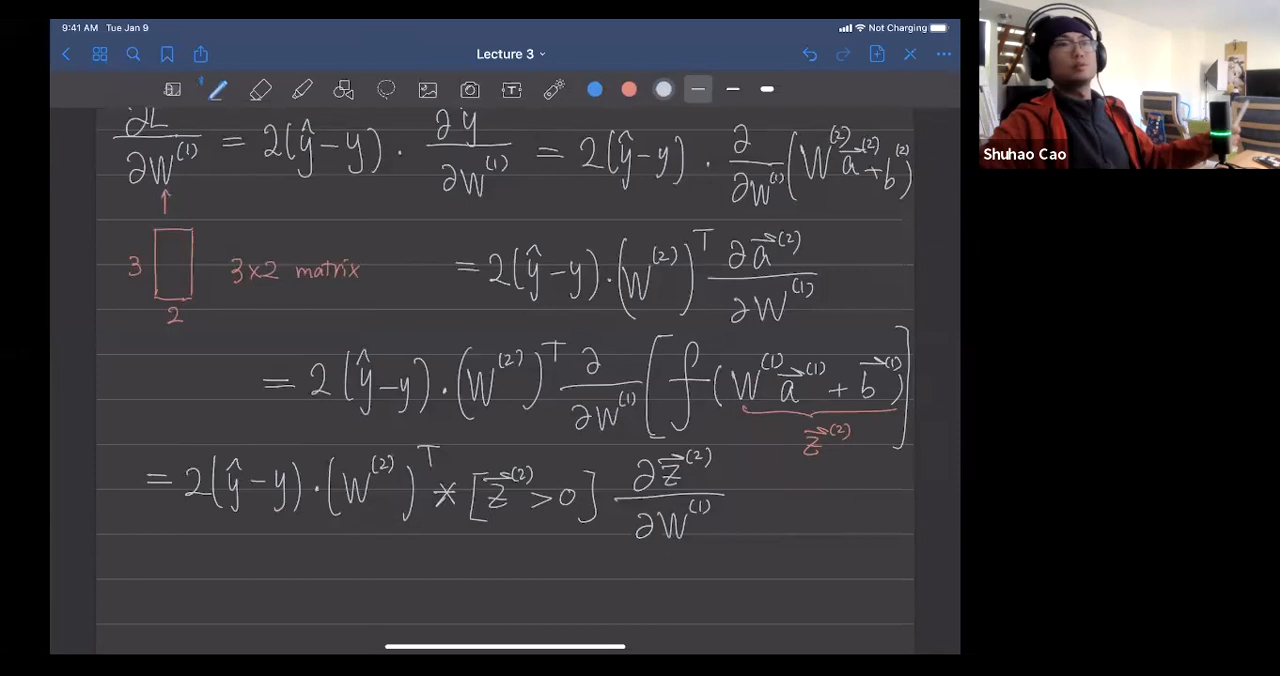 9:41 AM Tue Jan 9
Not Charging
Lecture 3
∂L/∂W^(1) = 2(ŷ−y) · ∂ŷ/∂W^(1) = 2(ŷ−y) · ∂/∂W^(1) (W^(2) a⃗^(2) + b^(2))
3
2
3×2 matrix
= 2(ŷ−y)·(W^(2))^T ∂a⃗^(2)/∂W^(1)
= 2(ŷ−y)·(W^(2))^T ∂/∂W^(1) [f(W^(1) a⃗^(1) + b⃗^(1))]
z⃗^(2)
= 2(ŷ−y)·(W^(2))^T * [z⃗^(2) > 0] ∂z⃗^(2)/∂W^(1)
Shuhao Cao